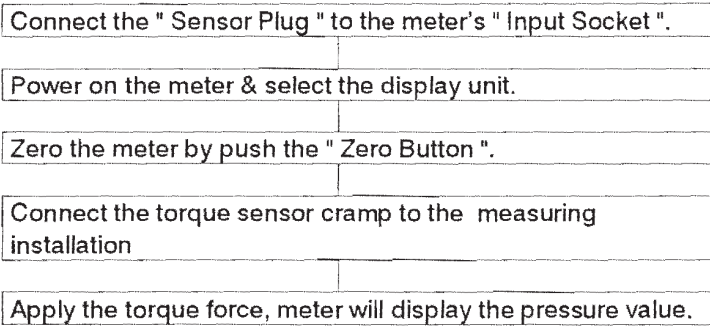 Connect the " Sensor Plug " to the meter's " Input Socket ".
Power on the meter & select the display unit.
Zero the meter by push the " Zero Button ".
Connect the torque sensor cramp to the measuring
installation
Apply the torque force, meter will display the pressure value.